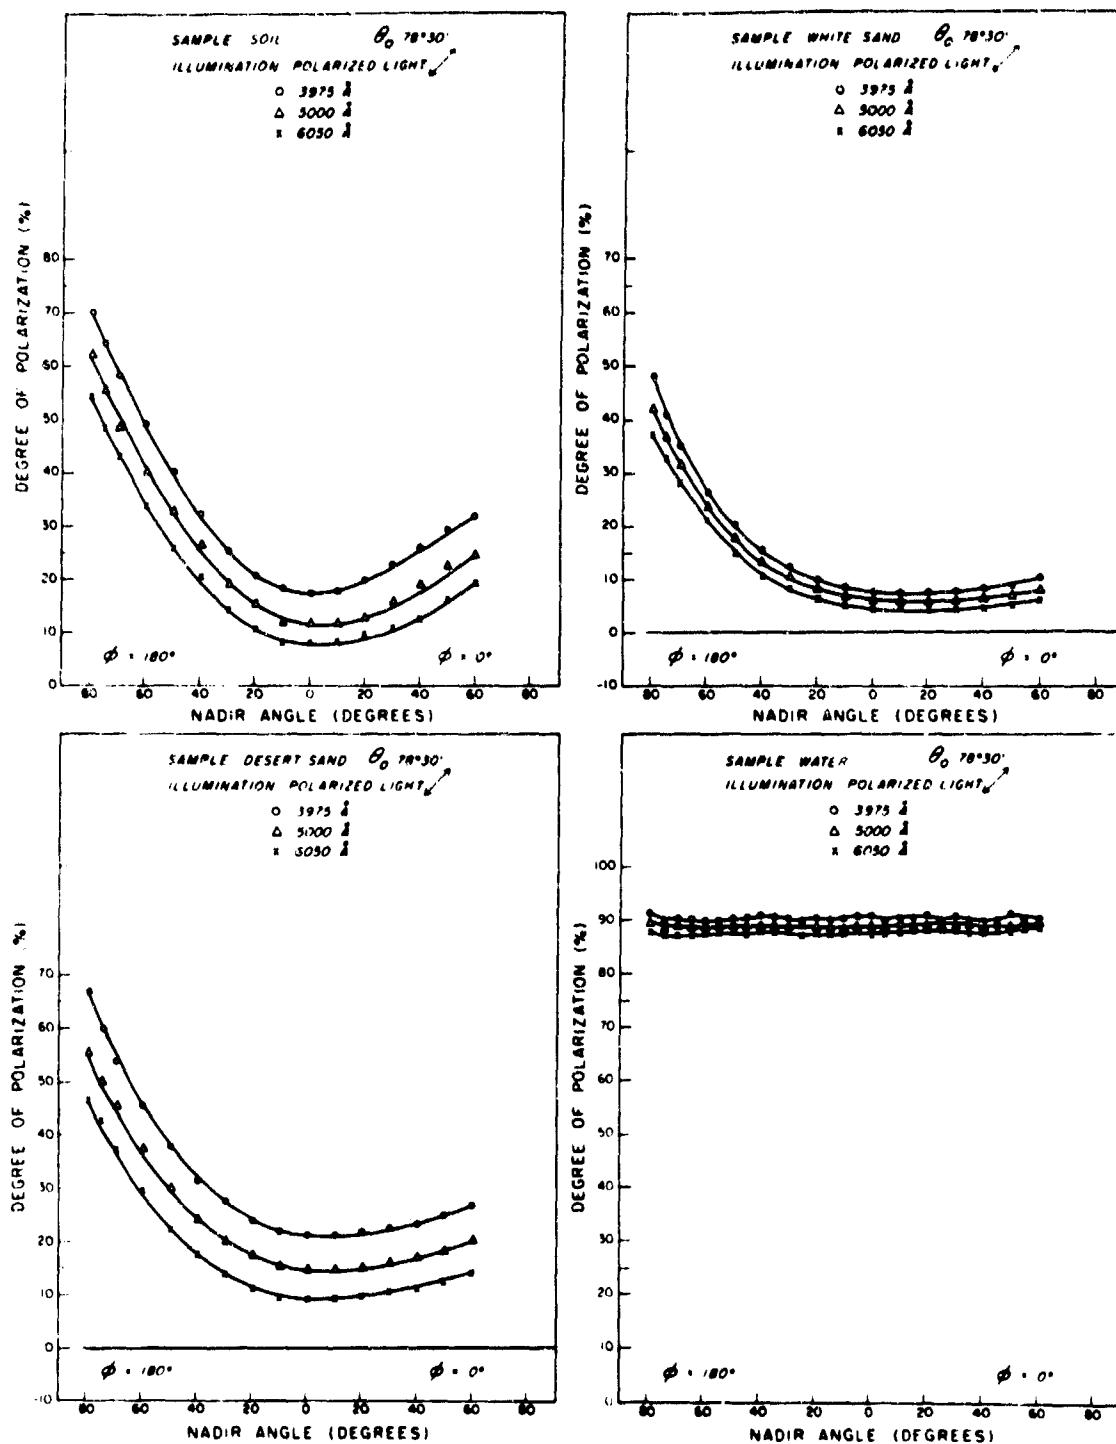 SAMPLE SOIL θ₀ 78°30'
ILLUMINATION POLARIZED LIGHT
○ 3975 Å
△ 5000 Å
x 6050 Å
DEGREE OF POLARIZATION (%)
80
70
60
50
40
30
20
10
0
ϕ = 180°
ϕ = 0°
80 60 40 20 0 20 40 60 80
NADIR ANGLE (DEGREES)
SAMPLE WHITE SAND θ₀ 78°30'
ILLUMINATION POLARIZED LIGHT
○ 3975 Å
△ 5000 Å
x 6050 Å
DEGREE OF POLARIZATION (%)
70
60
50
40
30
20
10
0
-10
ϕ = 180°
ϕ = 0°
80 60 40 20 0 20 40 60 80
NADIR ANGLE (DEGREES)
SAMPLE DESERT SAND θ₀ 78°30'
ILLUMINATION POLARIZED LIGHT
○ 3975 Å
△ 5000 Å
x 6050 Å
DEGREE OF POLARIZATION (%)
70
60
50
40
30
20
10
0
-10
ϕ = 180°
ϕ = 0°
80 60 40 20 0 20 40 60 80
NADIR ANGLE (DEGREES)
SAMPLE WATER θ₀ 78°30'
ILLUMINATION POLARIZED LIGHT
○ 3975 Å
△ 5000 Å
x 6050 Å
DEGREE OF POLARIZATION (%)
100
90
80
70
60
50
40
30
20
10
0
ϕ = 180°
ϕ = 0°
80 60 40 20 0 20 40 60 80
NADIR ANGLE (DEGREES)